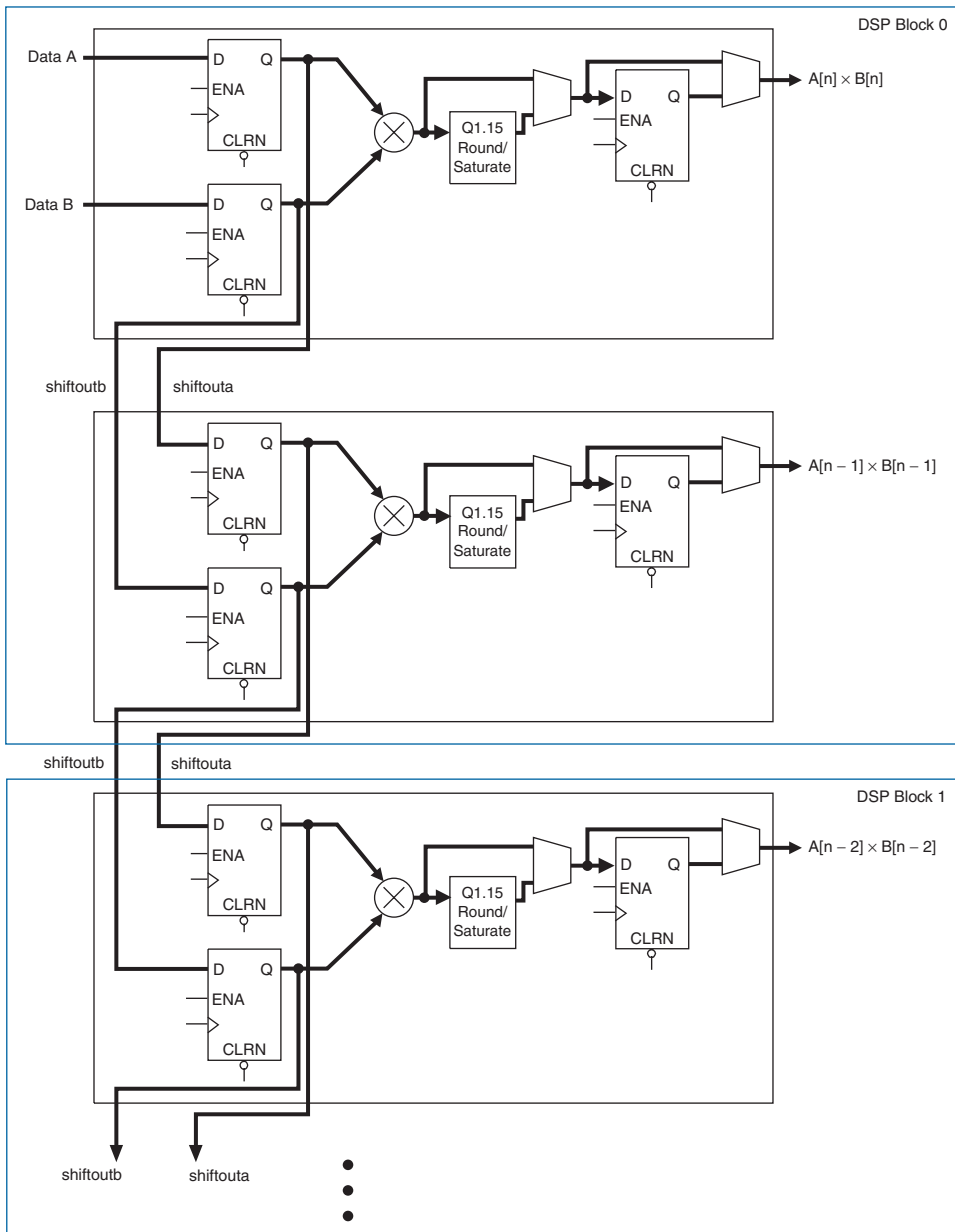 DSP Block 0
Data A
D Q
ENA
CLRN
Q1.15
Round/
Saturate
D Q
ENA
CLRN
A[n] × B[n]
Data B
D Q
ENA
CLRN
shiftoutb
shiftouta
D Q
ENA
CLRN
Q1.15
Round/
Saturate
D Q
ENA
CLRN
A[n − 1] × B[n − 1]
D Q
ENA
CLRN
shiftoutb
shiftouta
DSP Block 1
D Q
ENA
CLRN
Q1.15
Round/
Saturate
D Q
ENA
CLRN
A[n − 2] × B[n − 2]
D Q
ENA
CLRN
shiftoutb
shiftouta